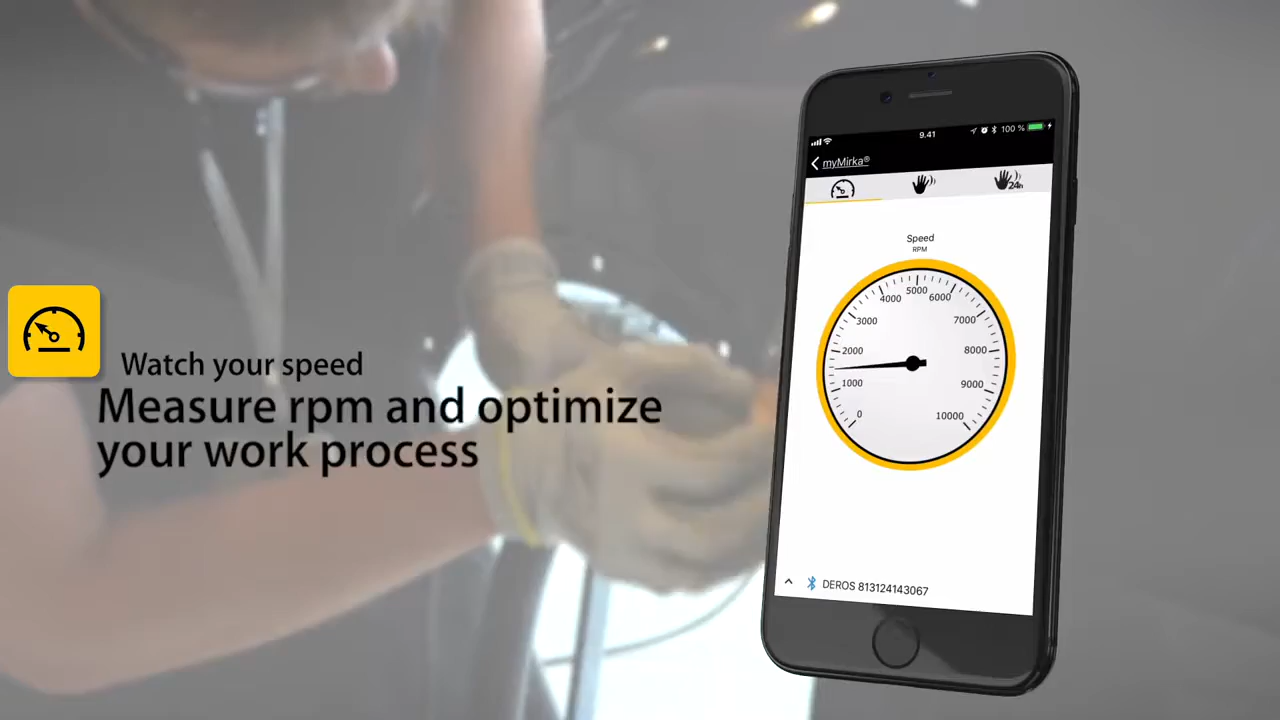 Watch your speed
Measure rpm and optimize
your work process
9.41
100 %
myMirka®
24h
Speed
RPM
0
1000
2000
3000
4000
5000
6000
7000
8000
9000
10000
DEROS 813124143067